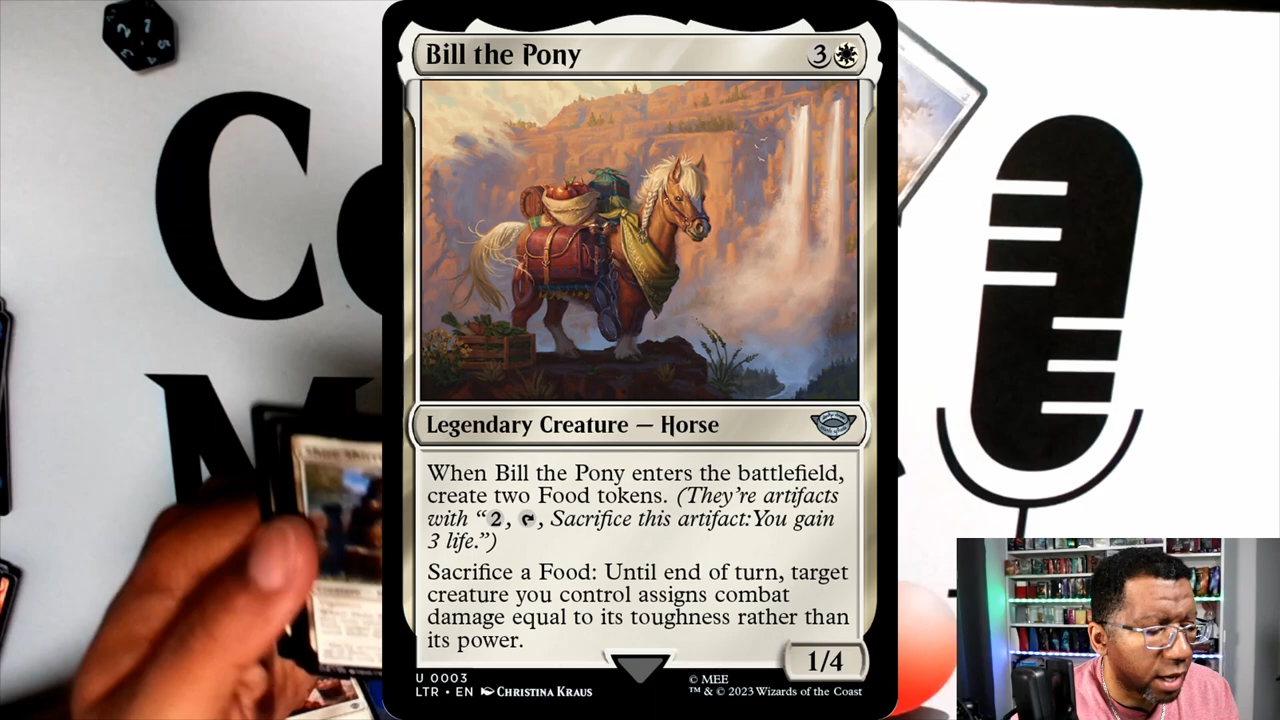 Bill the Pony 3
Legendary Creature — Horse
When Bill the Pony enters the battlefield,
create two Food tokens. (They're artifacts
with “2, , Sacrifice this artifact: You gain
3 life.”)
Sacrifice a Food: Until end of turn, target
creature you control assigns combat
damage equal to its toughness rather than
its power.
1/4
U 0003 © MEE
LTR • EN Christina Kraus ™ & © 2023 Wizards of the Coast